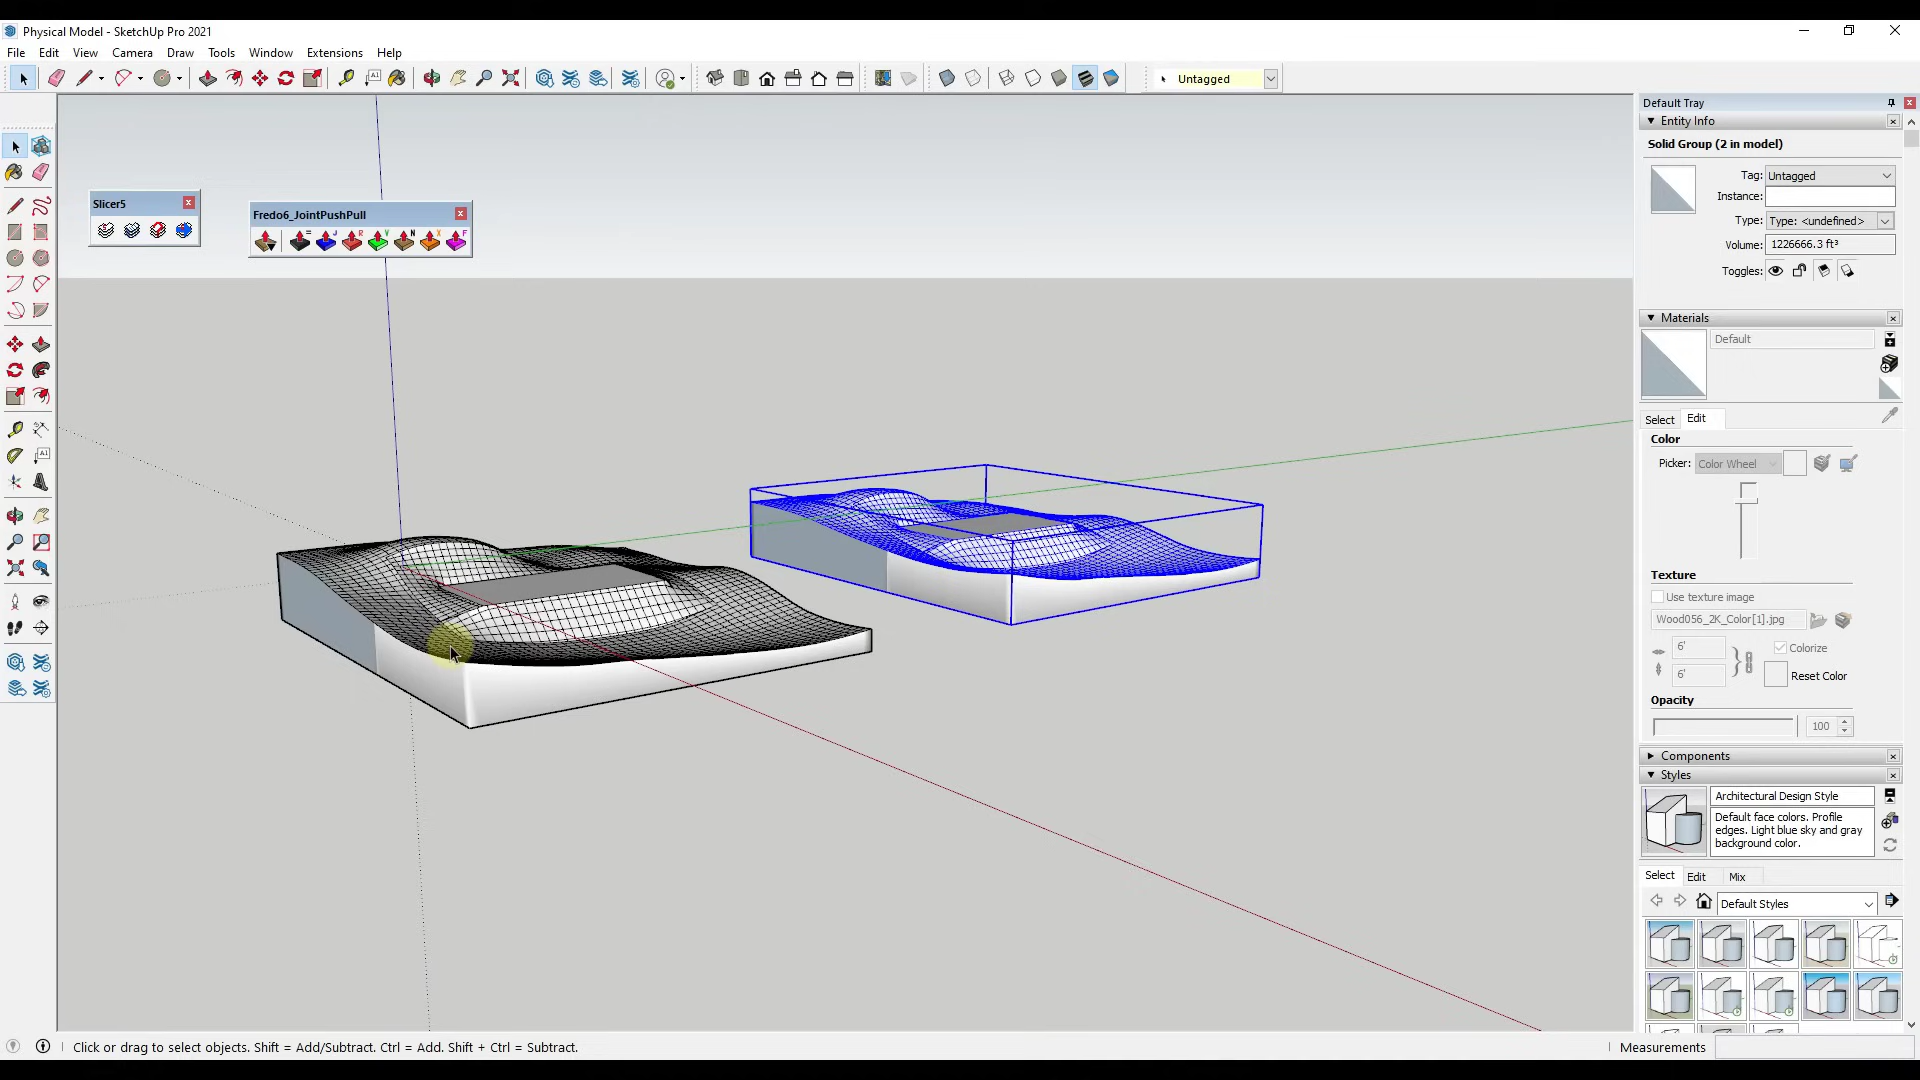 Physical Model - SketchUp Pro 2021
File Edit View Camera Draw Tools Window Extensions Help
Untagged
Default Tray
Entity Info
Solid Group (2 in model)
Tag: Untagged
Instance:
Type: Type: <undefined>
Volume: 1226666.3 ft³
Toggles:
Slicer5
Fredo6_JointPushPull
Materials
Default
Select Edit
Color
Picker: Color Wheel
Texture
Use texture image
Wood056_2K_Color[1].jpg
6' Colorize
6' Reset Color
Opacity
100
Components
Styles
Architectural Design Style
Default face colors. Profile
edges. Light blue sky and gray
background color.
Select Edit Mix
Default Styles
Click or drag to select objects. Shift = Add/Subtract. Ctrl = Add. Shift + Ctrl = Subtract.
Measurements